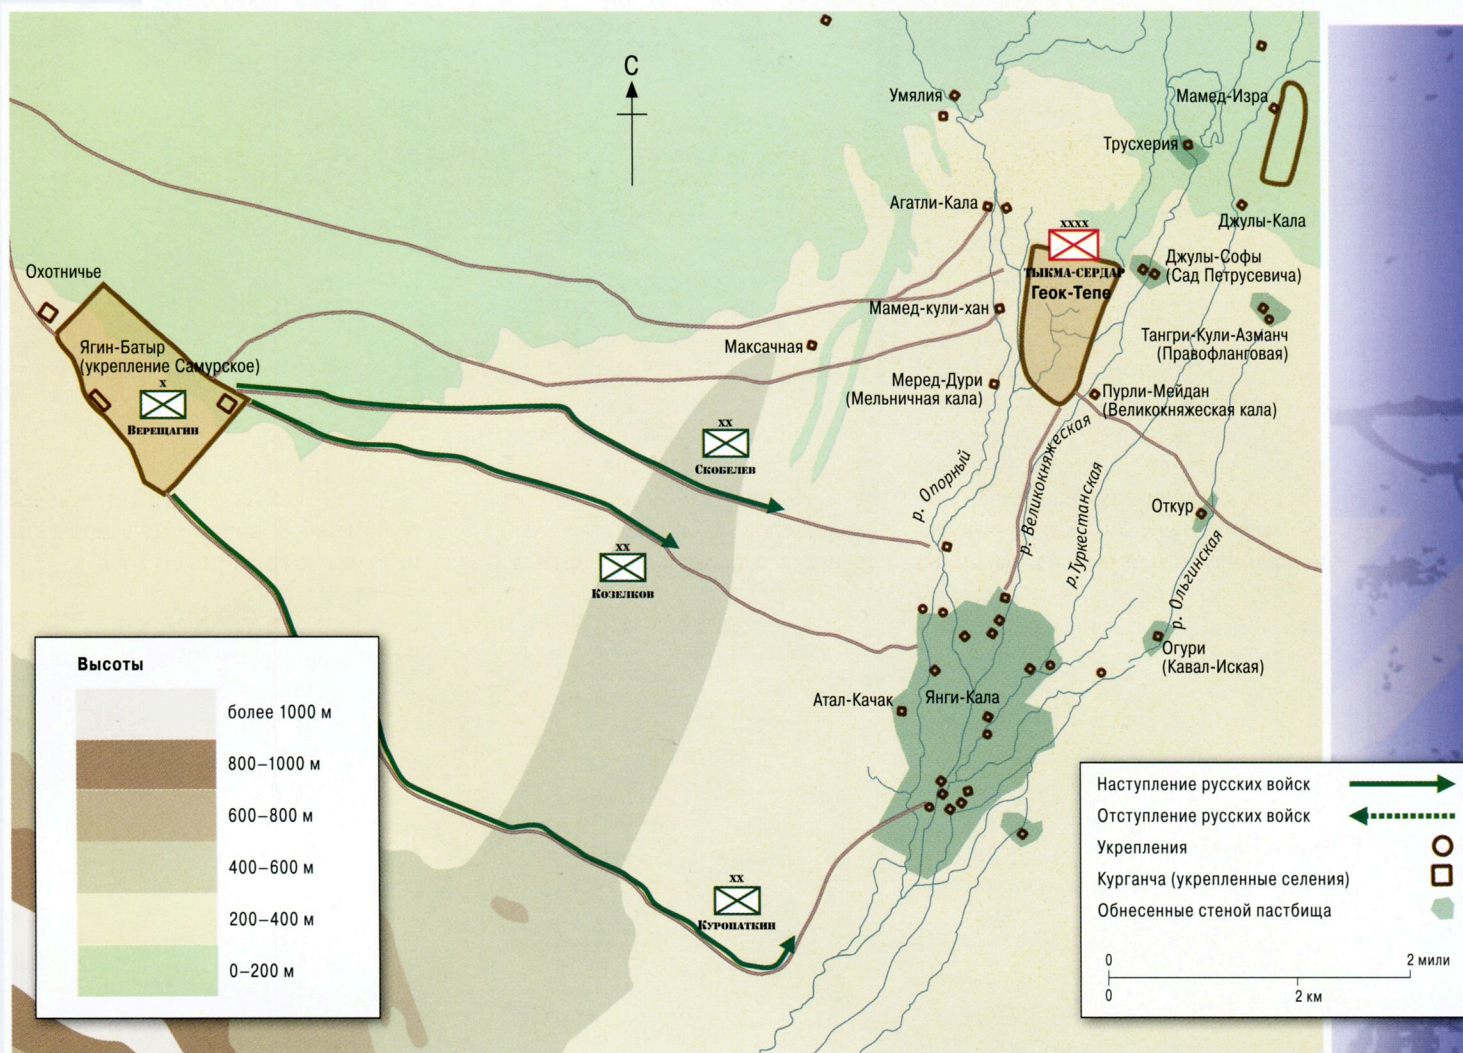 С
Умялия
Мамед-Изра
Трусхерия
Агатли-Кала
Джулы-Кала
xxxx
Тыкма-Сердар
Геок-Тепе
Джулы-Софы
(Сад Петрусевича)
Охотничье
Мамед-кули-хан
Тангри-Кули-Азманч
(Правофланговая)
Максачная
Ягин-Батыр
(укрепление Самурское)
x
Верещагин
Меред-Дури
(Мельничная кала)
Пурли-Мейдан
(Великокняжеская кала)
xx
Скобелев
р. Опорный
р. Великокняжеская
р.Туркестанская
р. Ольгинская
Откур
xx
Козелков
Огури
(Кавал-Иская)
Атал-Качак
Янги-Кала
xx
Куропаткин
Высоты
более 1000 м
800–1000 м
600–800 м
400–600 м
200–400 м
0–200 м
Наступление русских войск
Отступление русских войск
Укрепления
Курганча (укрепленные селения)
Обнесенные стеной пастбища
0 2 мили
0 2 км